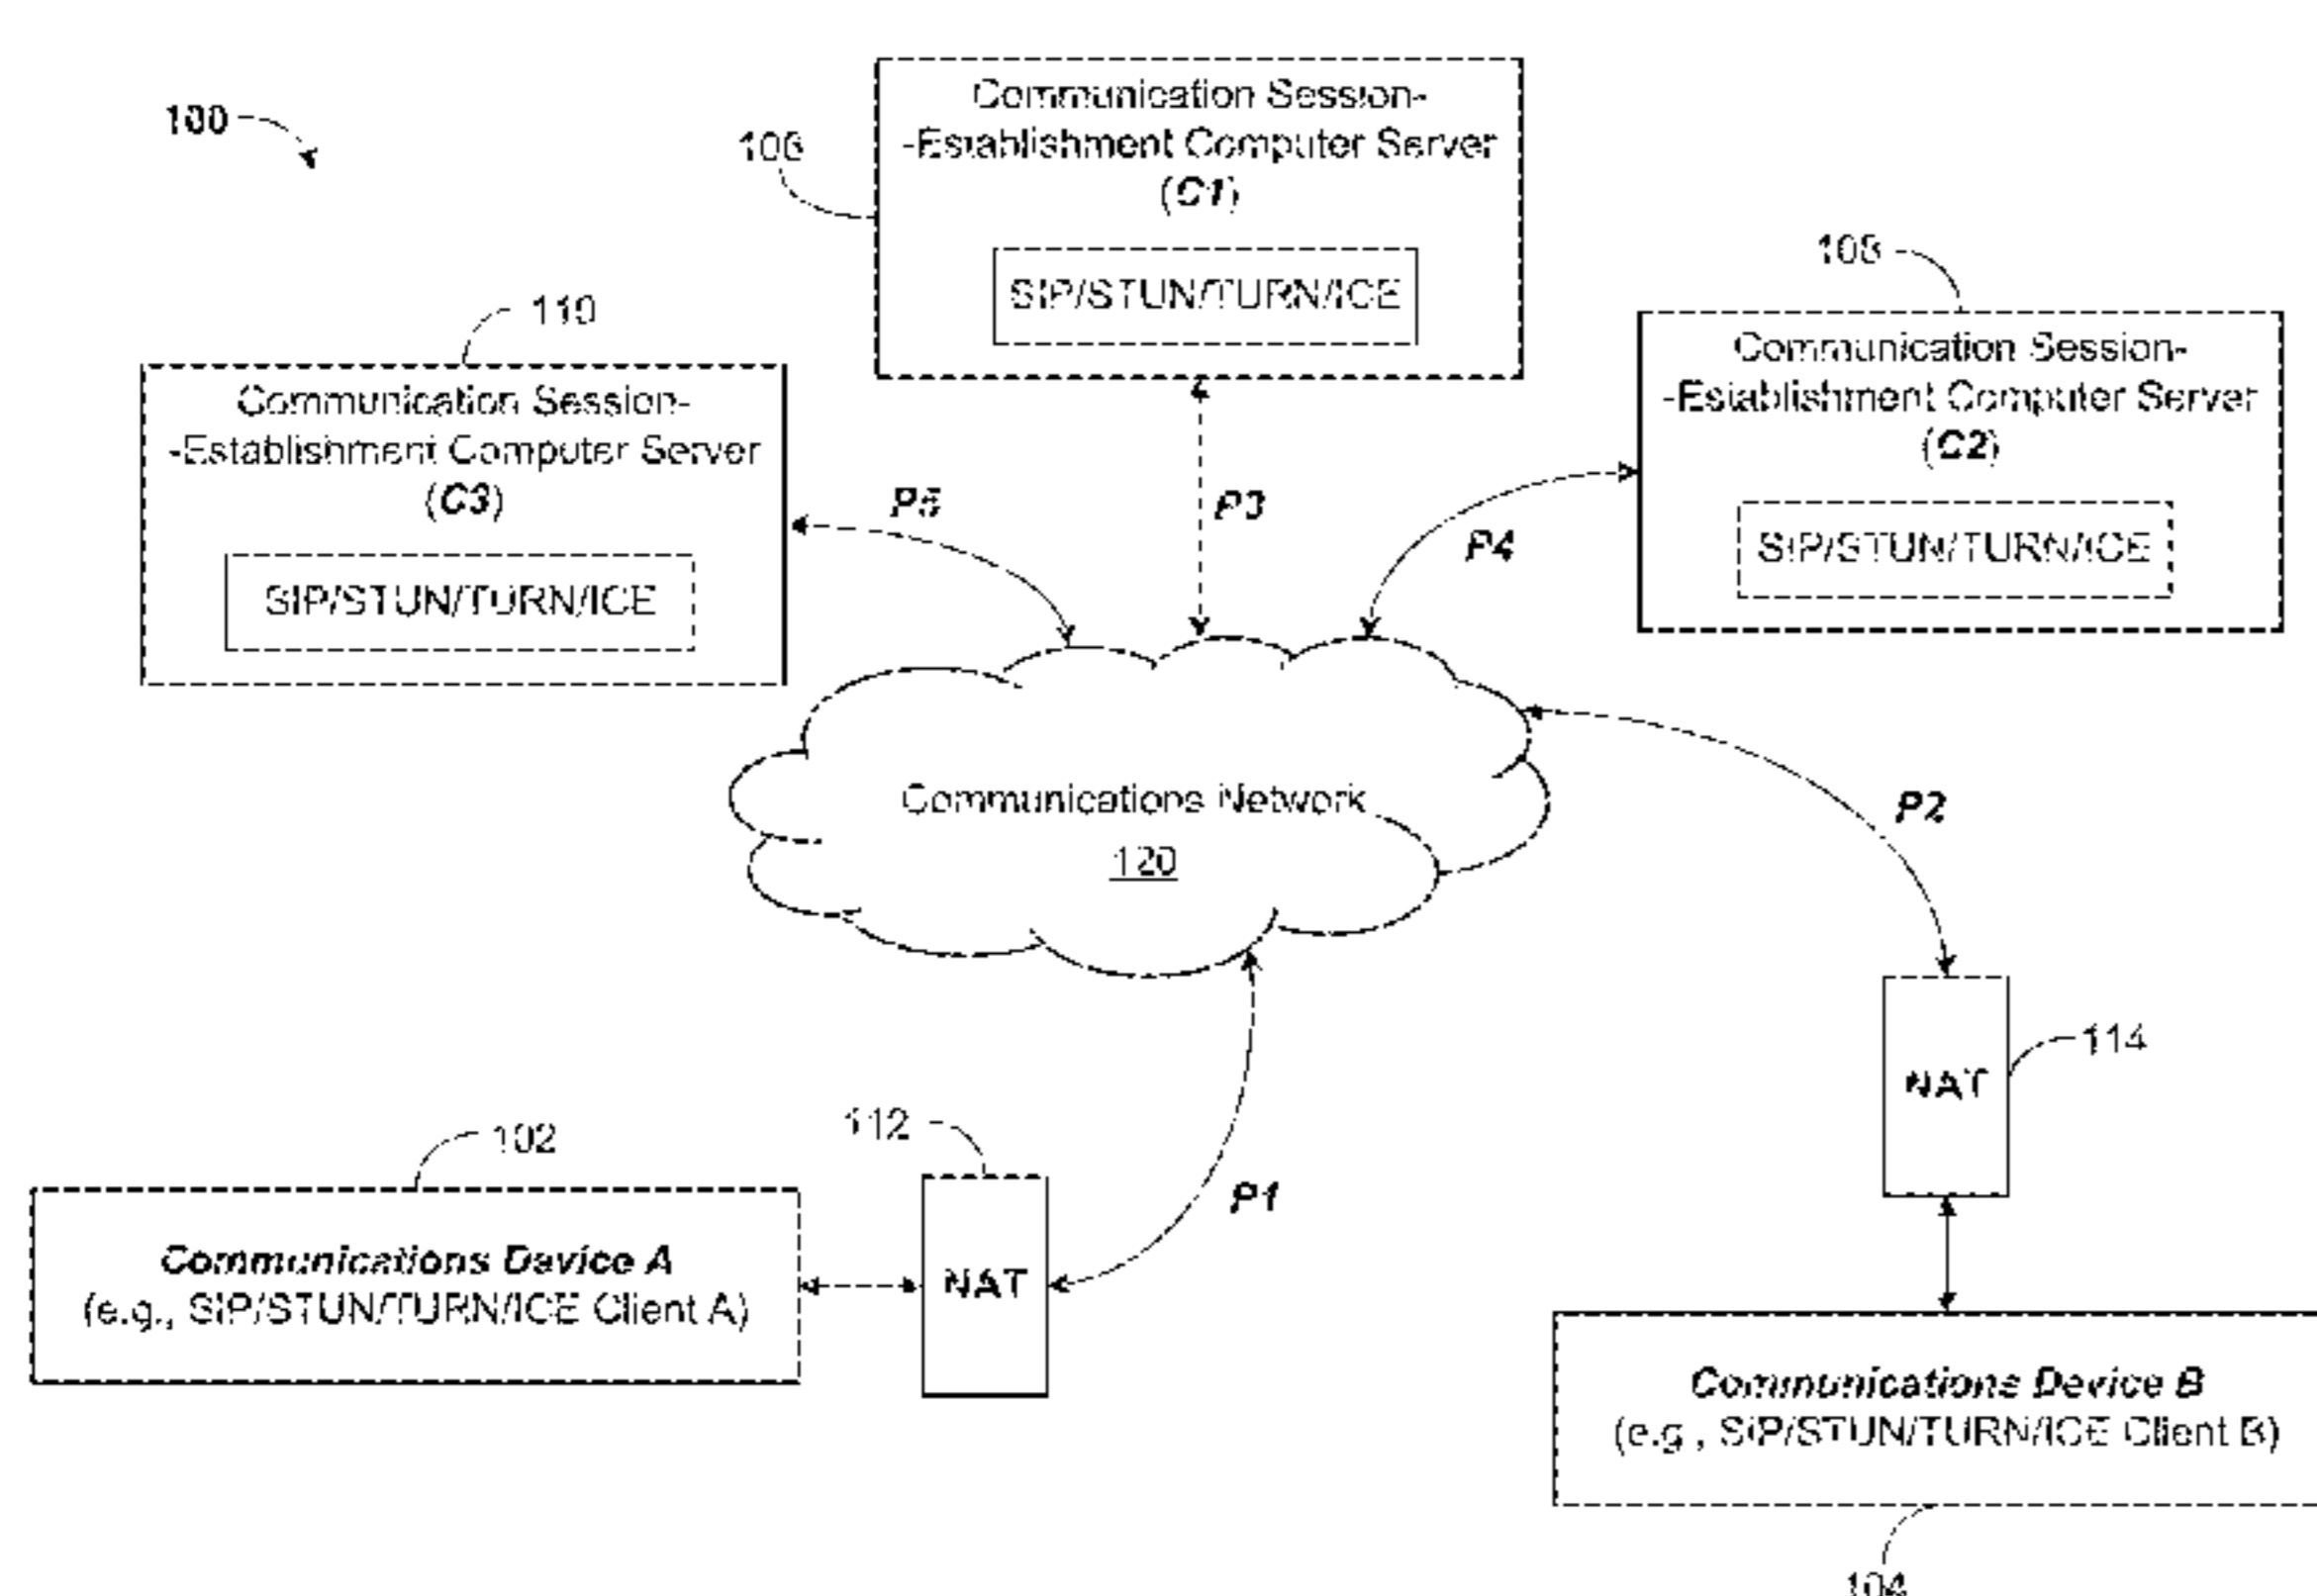 100
106
Communication Session-
-Establishment Computer Server
(C1)
SIP/STUN/TURN/ICE
108
Communication Session-
-Establishment Computer Server
(C2)
SIP/STUN/TURN/ICE
110
Communication Session-
-Establishment Computer Server
(C3)
SIP/STUN/TURN/ICE
P5
P3
P4
Communications Network
120
P2
NAT
114
102
112
P1
Communications Device A
(e.g., SIP/STUN/TURN/ICE Client A)
NAT
Communications Device B
(e.g., SIP/STUN/TURN/ICE Client B)
104